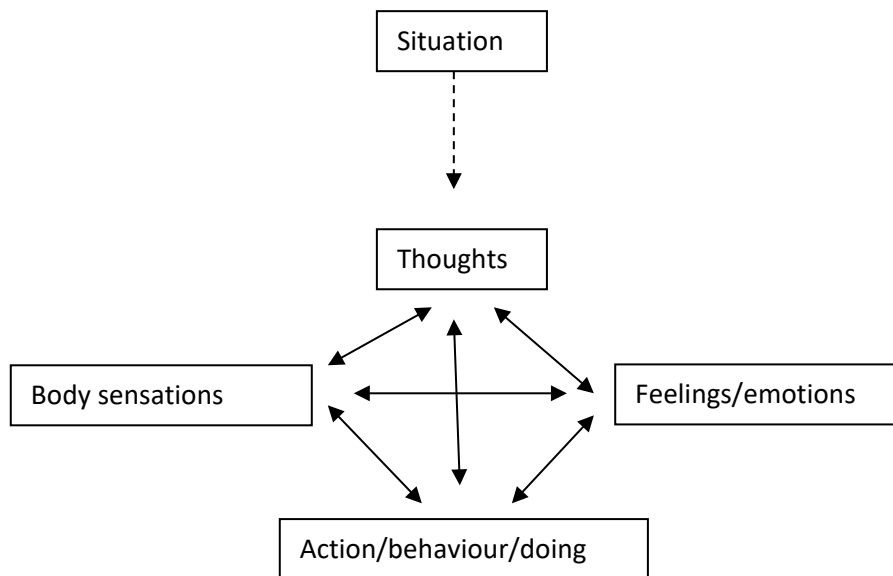 Situation
Thoughts
Body sensations
Feelings/emotions
Action/behaviour/doing